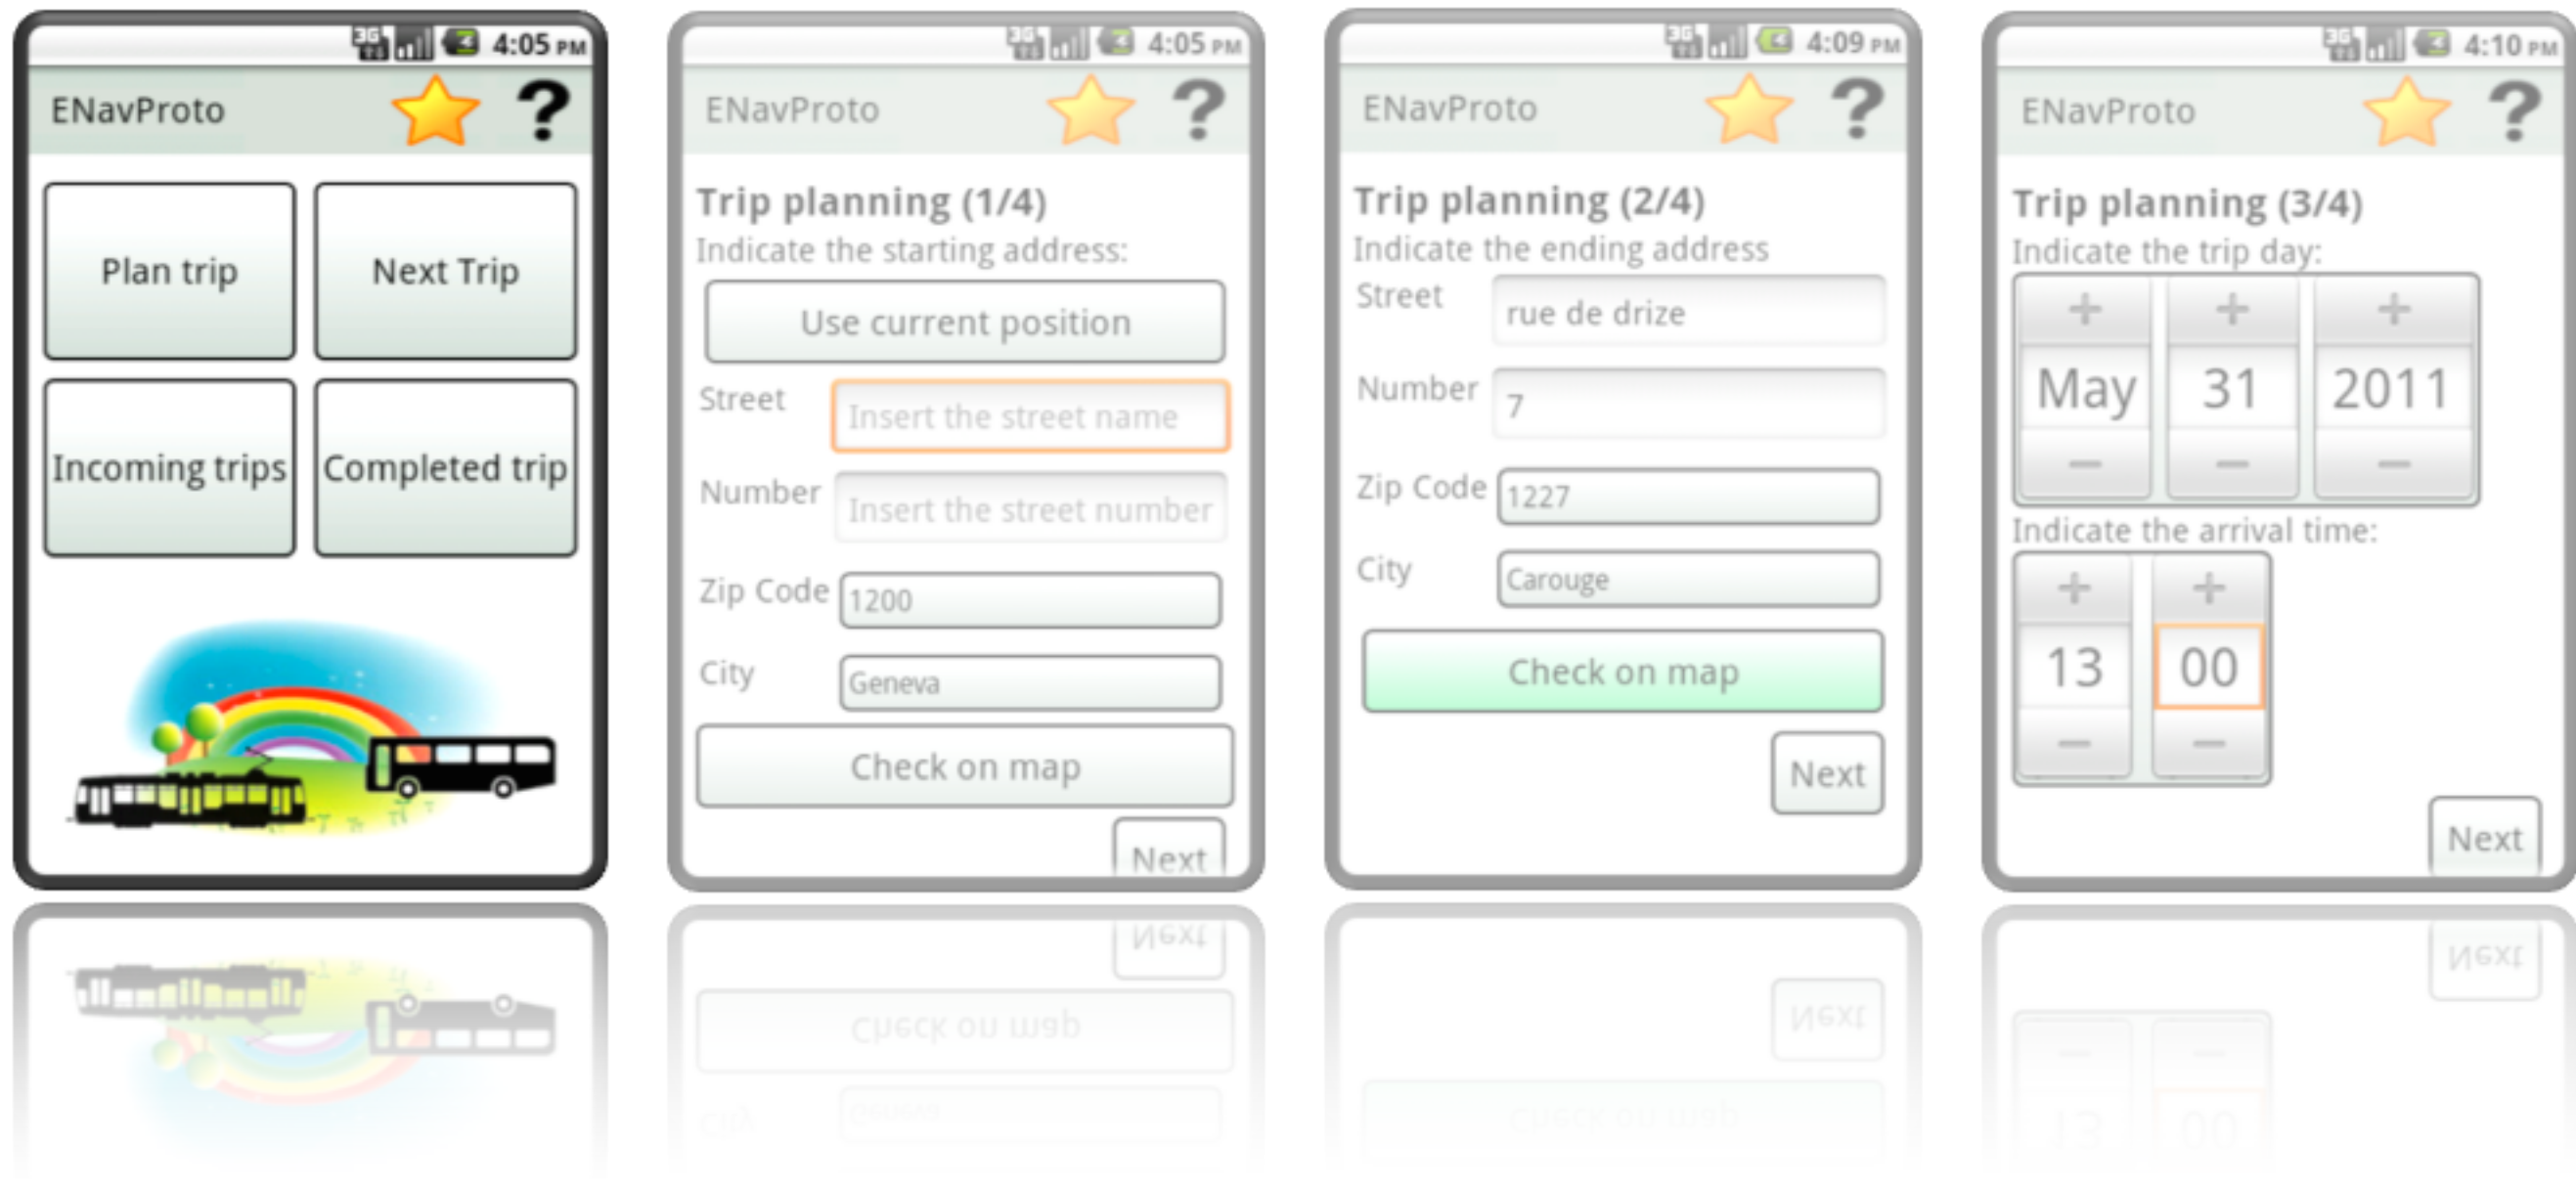 3G 4:05 PM
ENavProto ?
Plan trip Next Trip
Incoming trips Completed trip
3G 4:05 PM
ENavProto ?
Trip planning (1/4)
Indicate the starting address:
Use current position
Street Insert the street name
Number Insert the street number
Zip Code 1200
City Geneva
Check on map
Next
3G 4:09 PM
ENavProto ?
Trip planning (2/4)
Indicate the ending address
Street rue de drize
Number 7
Zip Code 1227
City Carouge
Check on map
Next
3G 4:10 PM
ENavProto ?
Trip planning (3/4)
Indicate the trip day:
+ + +
May 31 2011
− − −
Indicate the arrival time:
+ +
13 00
− −
Next